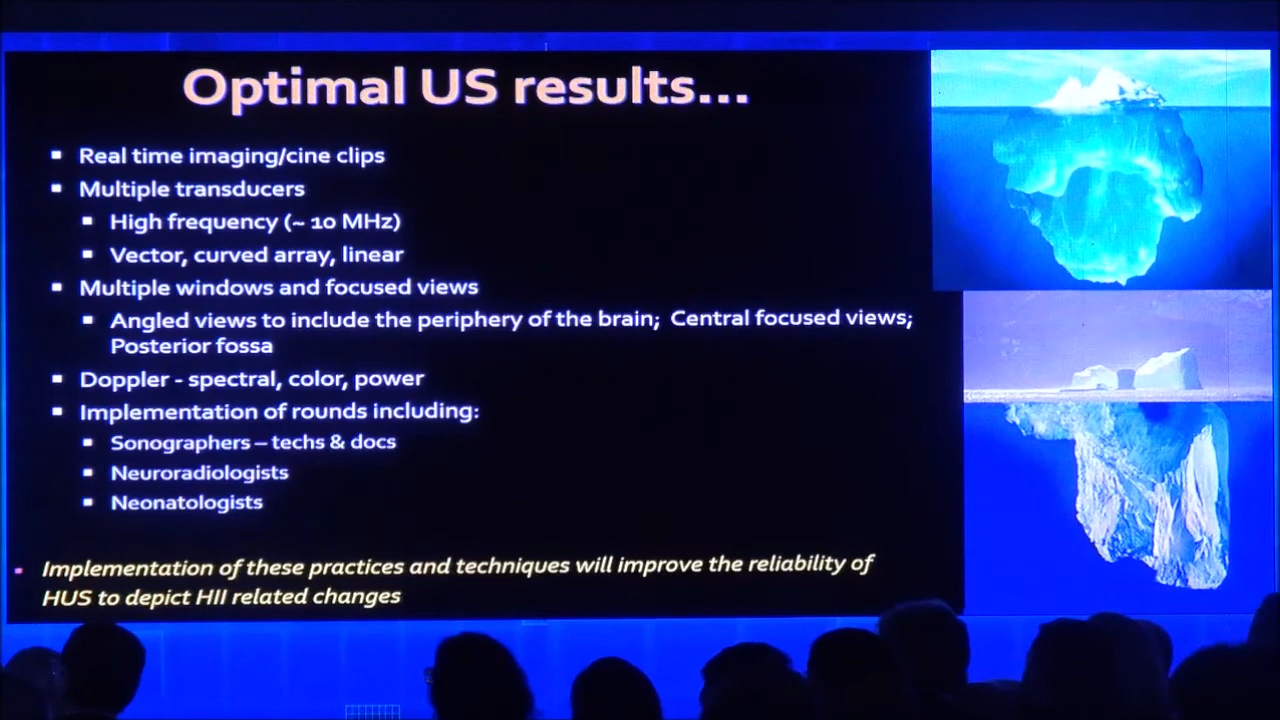 Optimal US results...
Real time imaging/cine clips
Multiple transducers
High frequency (~ 10 MHz)
Vector, curved array, linear
Multiple windows and focused views
Angled views to include the periphery of the brain;  Central focused views;
Posterior fossa
Doppler - spectral, color, power
Implementation of rounds including:
Sonographers – techs & docs
Neuroradiologists
Neonatologists
Implementation of these practices and techniques will improve the reliability of
HUS to depict HII related changes